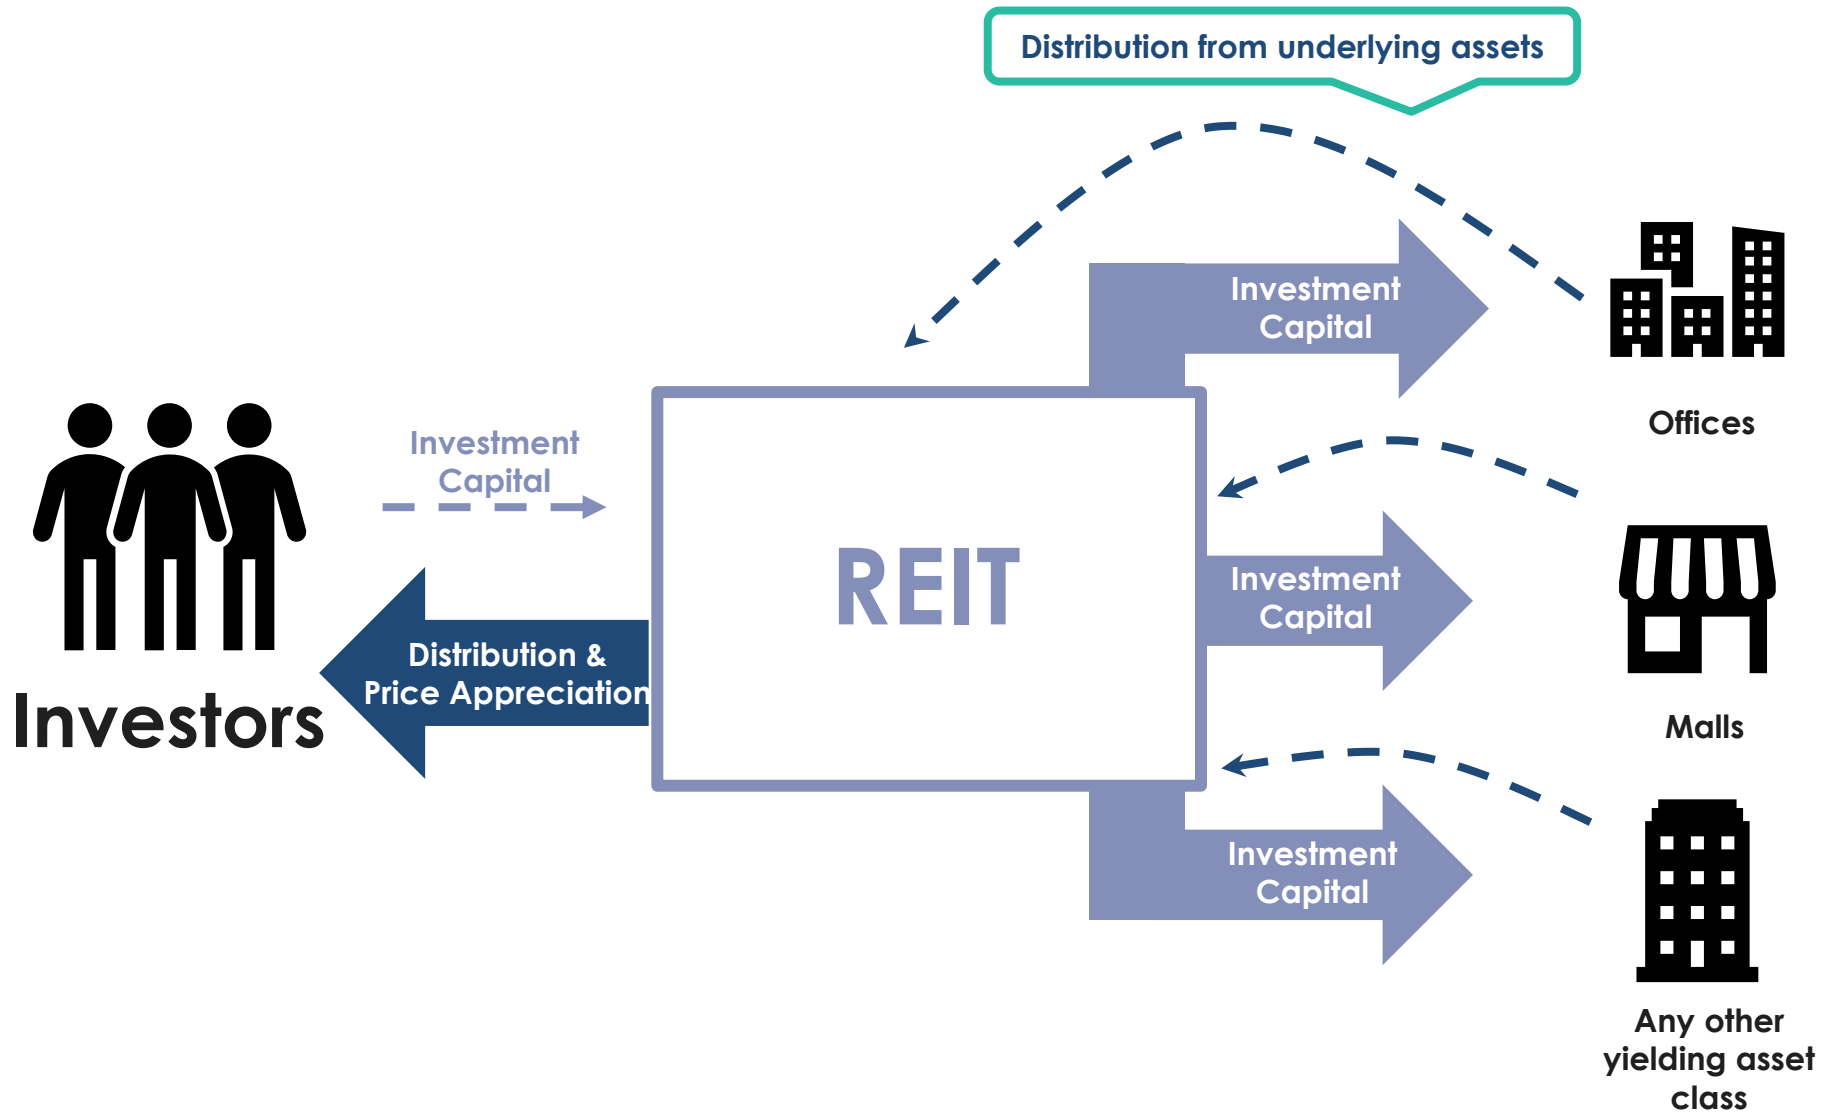 Distribution from underlying assets
Investment
Capital
Offices
Investment
Capital
REIT
Investment
Capital
Distribution &
Price Appreciation
Investors
Malls
Investment
Capital
Any other
yielding asset
class